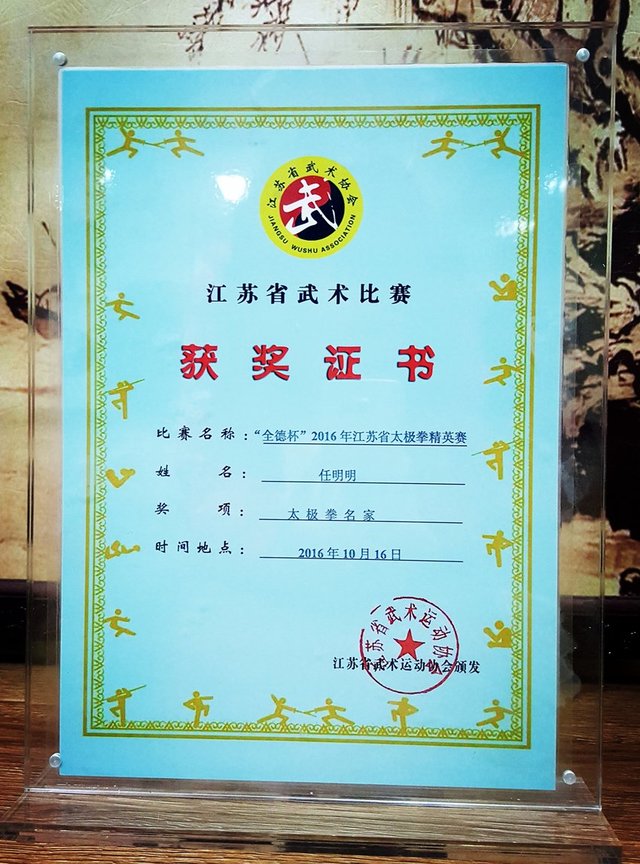 江苏省武术协会
JIANGSU WUSHU ASSOCIATION
武
江苏省武术比赛
获奖证书
比赛名称：“全德杯”2016年江苏省太极拳精英赛
姓名：任明明
奖项：太极拳名家
时间地点：2016年10月16日
江苏省武术运动协会
江苏省武术运动协会颁发